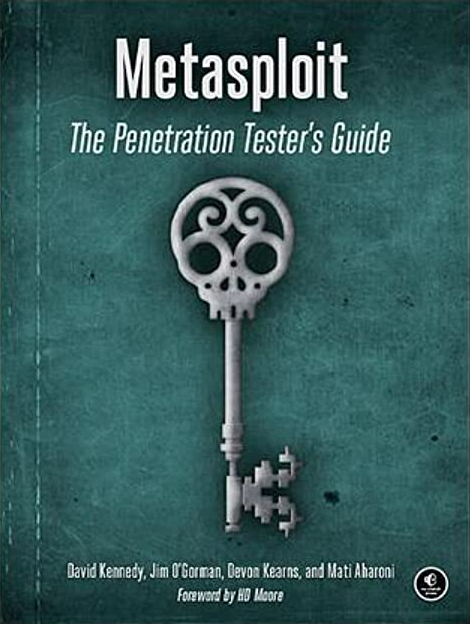 Metasploit
The Penetration Tester's Guide
David Kennedy, Jim O'Gorman, Devon Kearns, and Mati Aharoni
Foreword by HD Moore